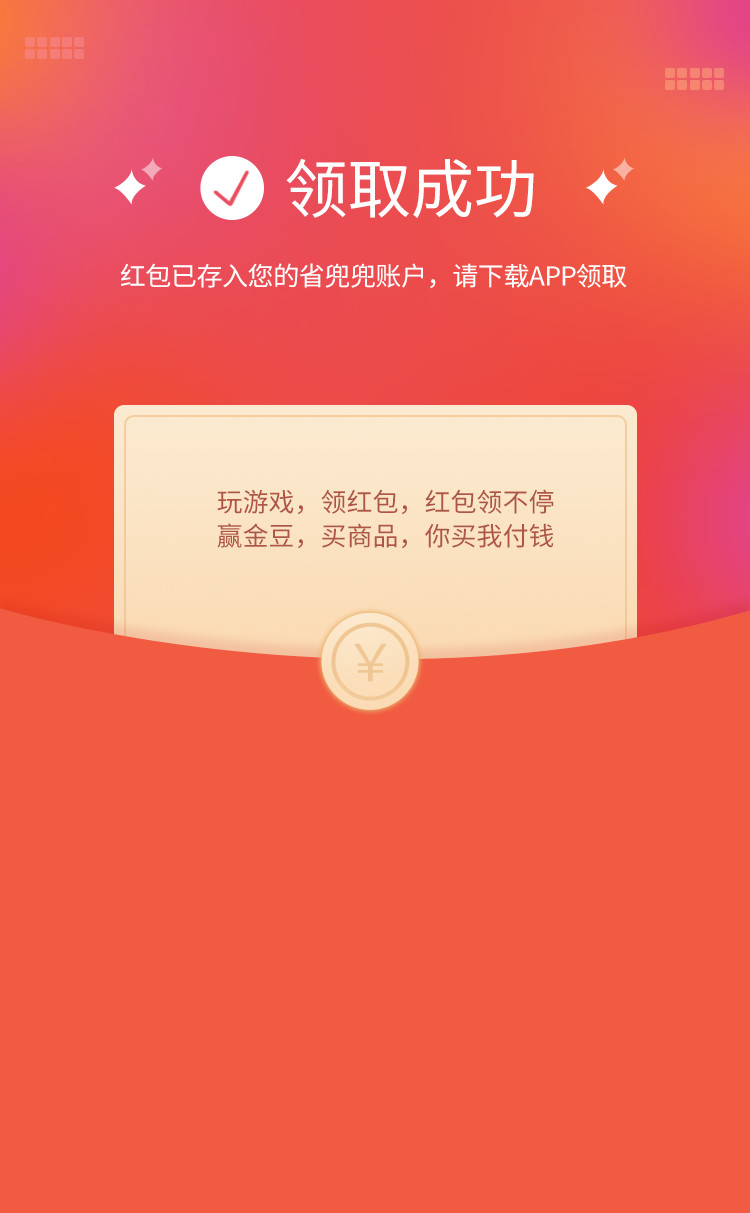 领取成功
红包已存入您的省兜兜账户，请下载APP领取
玩游戏，领红包，红包领不停
赢金豆，买商品，你买我付钱
¥